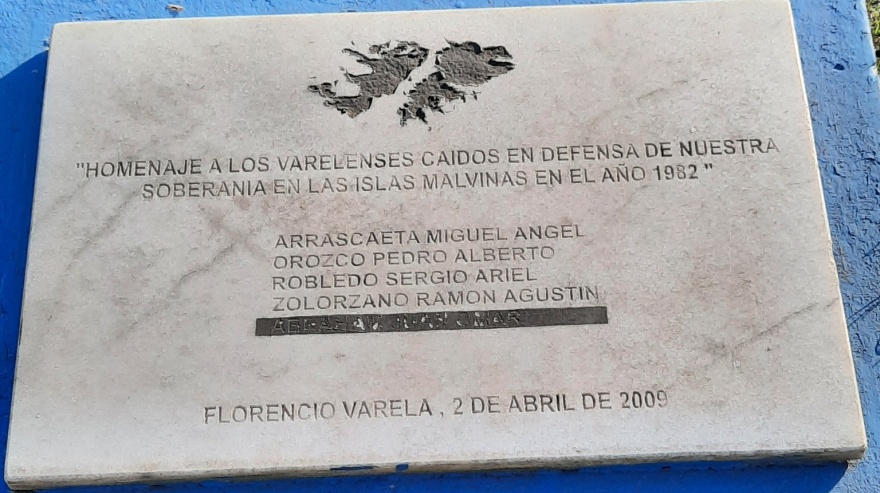 "HOMENAJE A LOS VARELENSES CAIDOS EN DEFENSA DE NUESTRA
SOBERANIA EN LAS ISLAS MALVINAS EN EL AÑO 1982"
ARRASCAETA MIGUEL ANGEL
OROZCO PEDRO ALBERTO
ROBLEDO SERGIO ARIEL
ZOLORZANO RAMON AGUSTIN
OMAR
FLORENCIO VARELA, 2 DE ABRIL DE 2009